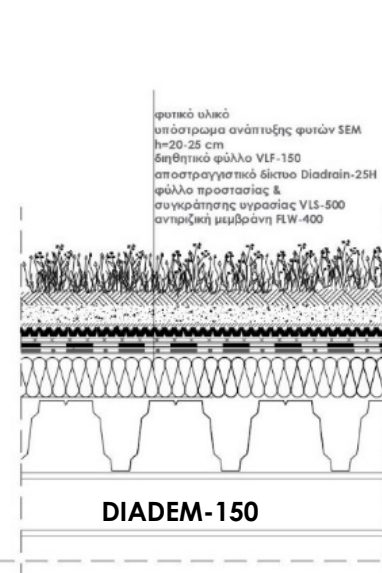 φυτικό υλικό
υπόστρωμα ανάπτυξης φυτών SEM
h=20-25 cm
διηθητικό φύλλο VLF-150
αποστραγγιστικό δίκτυο Diadrain-25H
φύλλο προστασίας &
συγκράτησης υγρασίας VLS-500
αντιριζική μεμβράνη FLW-400
DIADEM-150